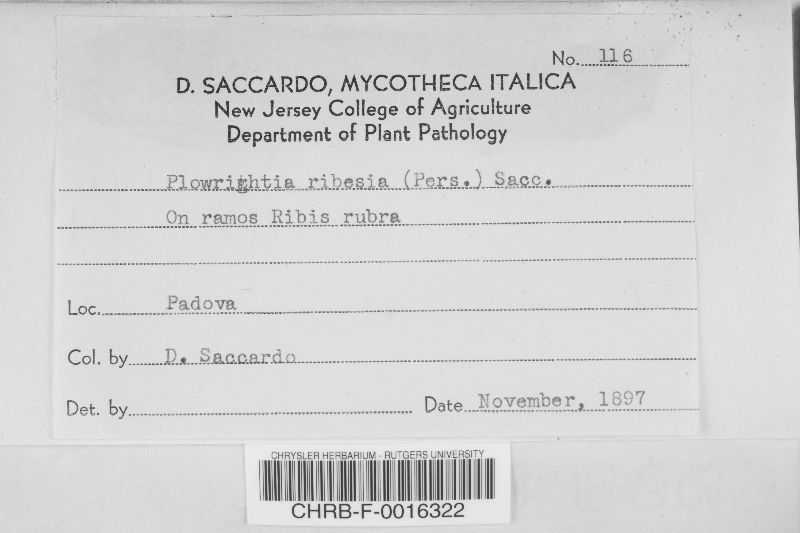 No. 116
D. SACCARDO, MYCOTHECA ITALICA
New Jersey College of Agriculture
Department of Plant Pathology
Plowrightia ribesia (Pers.) Sacc.
On ramos Ribis rubra
Loc. Padova
Col. by D. Saccardo
Det. by
Date November, 1897
CHRYSLER HERBARIUM - RUTGERS UNIVERSITY
CHRB-F-0016322